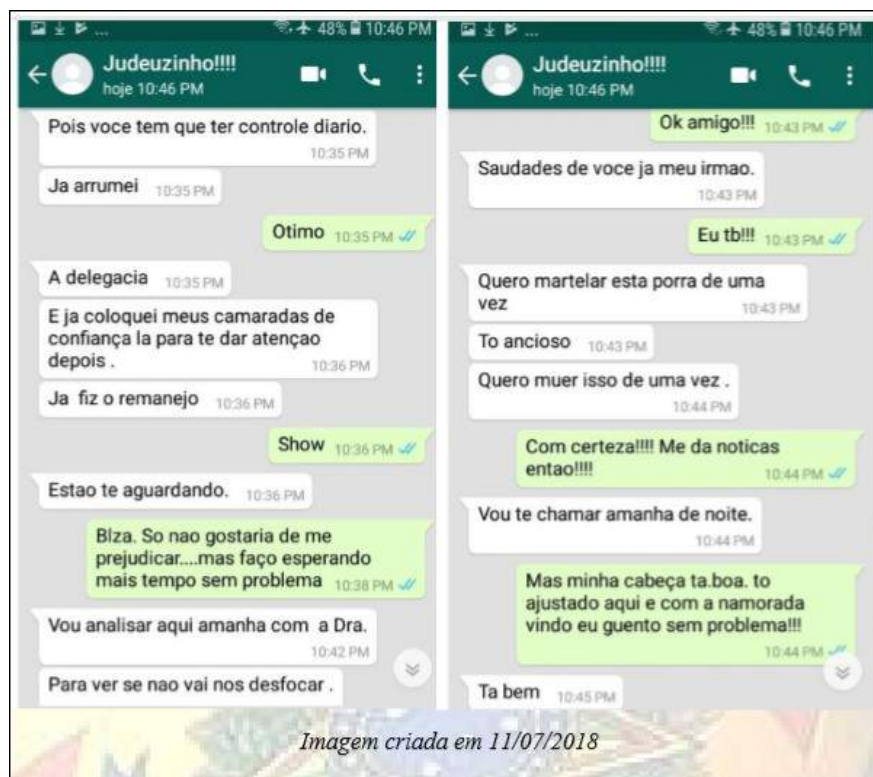 ... 48% 10:46 PM
Judeuzinho!!!!
hoje 10:46 PM
Pois voce tem que ter controle diario.
10:35 PM
Ja arrumei 10:35 PM
Otimo 10:35 PM
A delegacia 10:35 PM
E ja coloquei meus camaradas de
confiança la para te dar atençao
depois . 10:36 PM
Ja fiz o remanejo 10:36 PM
Show 10:36 PM
Estao te aguardando. 10:36 PM
Blza. So nao gostaria de me
prejudicar....mas faço esperando
mais tempo sem problema 10:38 PM
Vou analisar aqui amanha com a Dra.
10:42 PM
Para ver se nao vai nos desfocar .
... 48% 10:46 PM
Judeuzinho!!!!
hoje 10:46 PM
Ok amigo!!! 10:43 PM
Saudades de voce ja meu irmao.
10:43 PM
Eu tb!!! 10:43 PM
Quero martelar esta porra de uma
vez 10:43 PM
To ancioso 10:43 PM
Quero muer isso de uma vez .
10:44 PM
Com certeza!!!! Me da noticas
entao!!!! 10:44 PM
Vou te chamar amanha de noite.
10:44 PM
Mas minha cabeça ta.boa. to
ajustado aqui e com a namorada
vindo eu guento sem problema!!!
10:44 PM
Ta bem 10:45 PM
Imagem criada em 11/07/2018